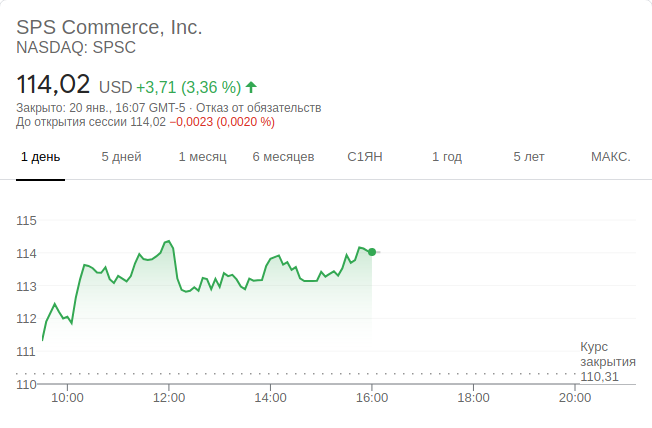 SPS Commerce, Inc.
NASDAQ: SPSC
114,02 USD +3,71 (3,36 %)
Закрыто: 20 янв., 16:07 GMT-5 · Отказ от обязательств
До открытия сессии 114,02 −0,0023 (0,0020 %)
1 день 5 дней 1 месяц 6 месяцев С1ЯН 1 год 5 лет МАКС.
115
114
113
112
111
Курс
закрытия
110,31
110
10:00 12:00 14:00 16:00 18:00 20:00